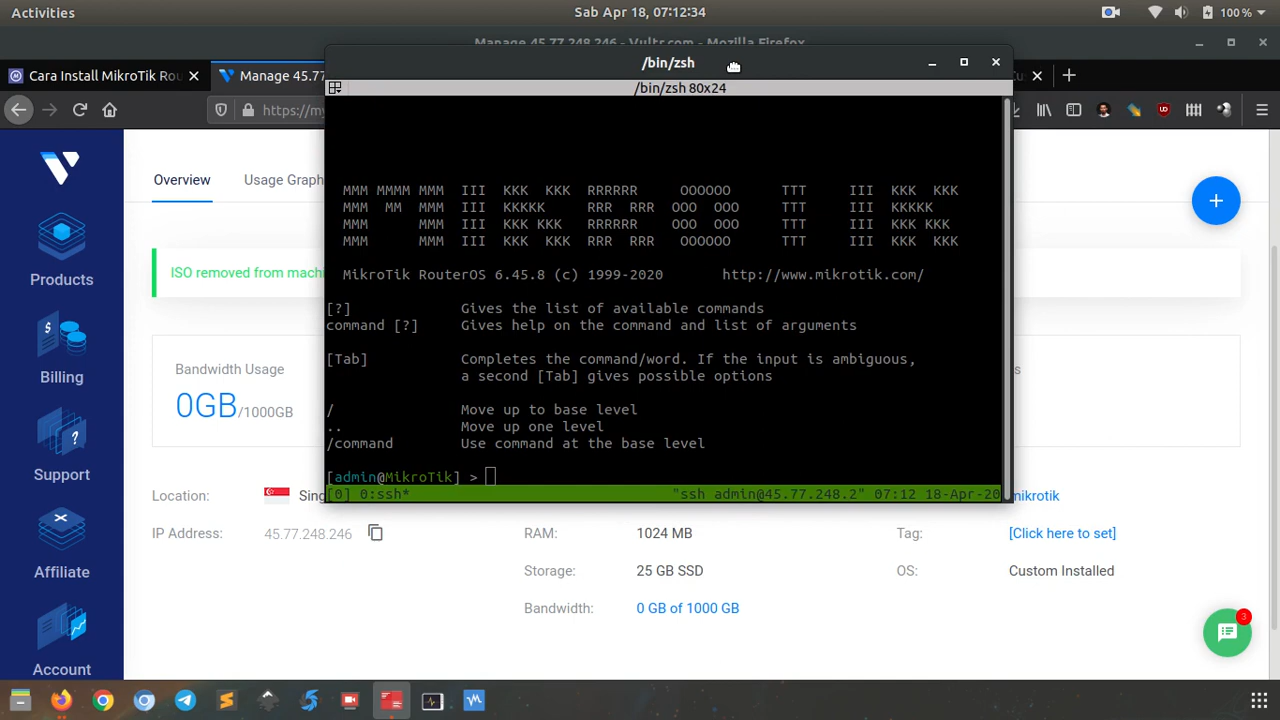 Activities
Sab Apr 18, 07:12:34
100 %
Manage 45.77.248.246 - Vultr.com - Mozilla Firefox
/bin/zsh
Cara Install MikroTik Rou
Manage 45.77
https://my
/bin/zsh 80x24
Overview
Usage Graph
MMM MMMM MMM III KKK KKK RRRRRR OOOOOO TTT III KKK KKK
MMM MM MMM III KKKKK RRR RRR OOO OOO TTT III KKKKK
MMM MMM III KKK KKK RRRRRR OOO OOO TTT III KKK KKK
MMM MMM III KKK KKK RRR RRR OOOOOO TTT III KKK KKK
MikroTik RouterOS 6.45.8 (c) 1999-2020 http://www.mikrotik.com/
[?] Gives the list of available commands
command [?] Gives help on the command and list of arguments
[Tab] Completes the command/word. If the input is ambiguous,
a second [Tab] gives possible options
/ Move up to base level
.. Move up one level
/command Use command at the base level
[admin@MikroTik] >
[0] 0:ssh* "ssh admin@45.77.248.2" 07:12 18-Apr-20
Products
Billing
Support
Affiliate
Account
ISO removed from machi
Bandwidth Usage
0GB/1000GB
Location: Sing
mikrotik
IP Address: 45.77.248.246
RAM: 1024 MB
Tag: [Click here to set]
Storage: 25 GB SSD
OS: Custom Installed
Bandwidth: 0 GB of 1000 GB
3